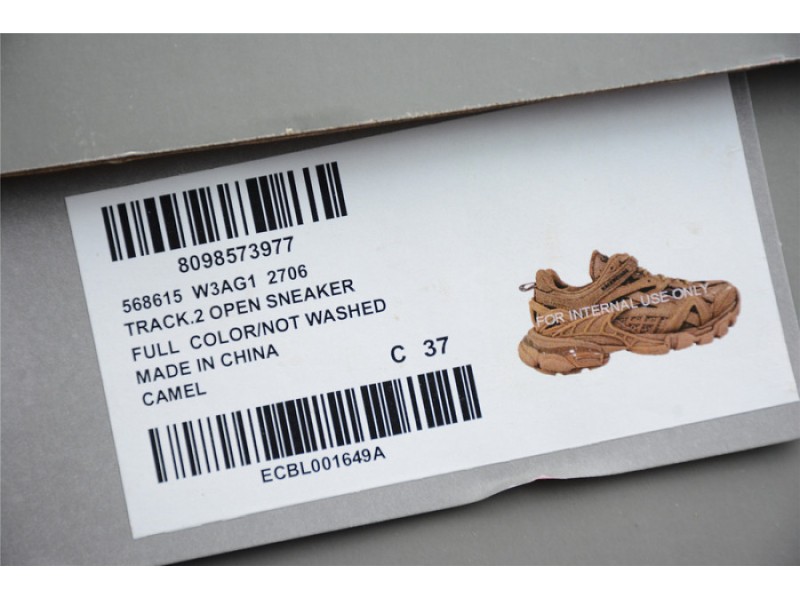 8098573977
568615 W3AG1 2706
TRACK.2 OPEN SNEAKER
FULL COLOR/NOT WASHED
MADE IN CHINA
C 37
CAMEL
ECBL001649A
FOR INTERNAL USE ONLY